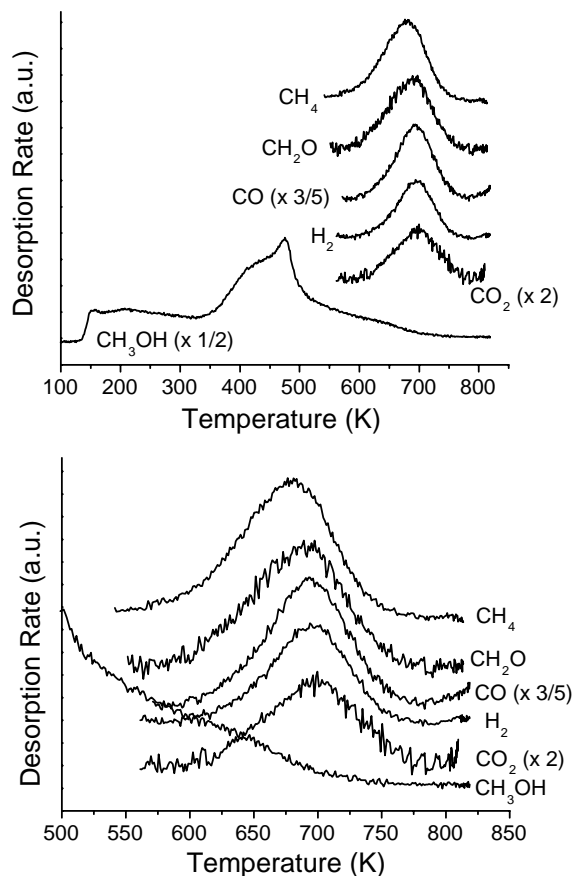 Desorption Rate (a.u.)
CH₄
CH₂O
CO (x 3/5)
H₂
CO₂ (x 2)
CH₃OH (x 1/2)
100 200 300 400 500 600 700 800
Temperature (K)
Desorption Rate (a.u.)
CH₄
CH₂O
CO (x 3/5)
H₂
CO₂ (x 2)
CH₃OH
500 550 600 650 700 750 800 850
Temperature (K)